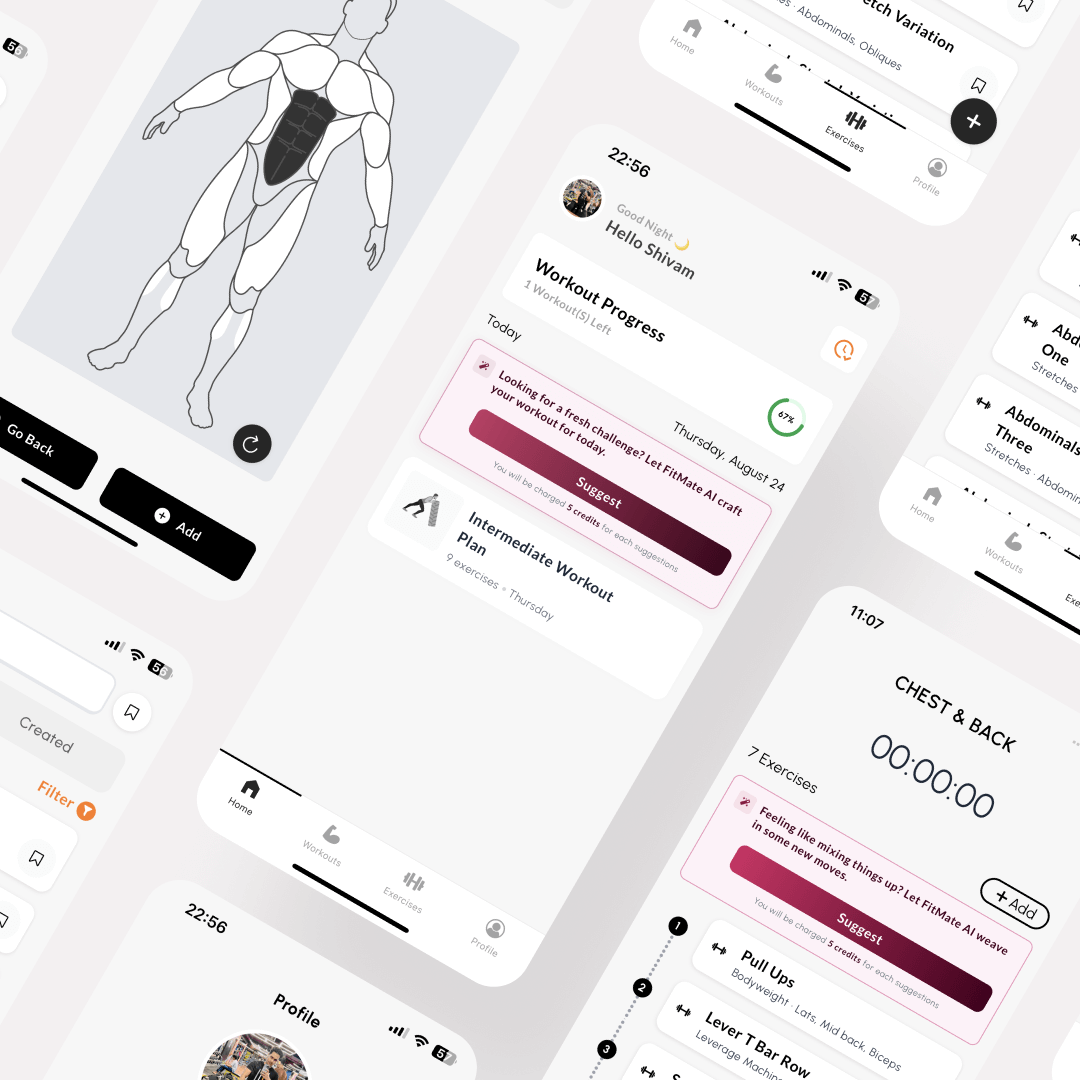 56
Go Back
Add
56
Created
Filter
Stretch Variation
Stretches · Abdominals, Obliques
Home
Workouts
Exercises
Profile
22:56
57
Good Night 🌙
Hello Shivam
Workout Progress
1 Workout(S) Left
67%
Today
Thursday, August 24
Looking for a fresh challenge? Let FitMate AI craft
your workout for today.
Suggest
You will be charged 5 credits for each suggestions
Intermediate Workout
Plan
9 exercises • Thursday
Home
Workouts
Exercises
Profile
One
Stretches
Abdominals
Three
Stretches · Abdomin
Home
Workouts
11:07
CHEST & BACK
00:00:00
7 Exercises
Add
Feeling like mixing things up? Let FitMate AI weave
in some new moves.
Suggest
You will be charged 5 credits for each suggestions
1
Pull Ups
Bodyweight · Lats, Mid back, Biceps
2
Lever T Bar Row
Leverage Machine
3
22:56
57
Profile